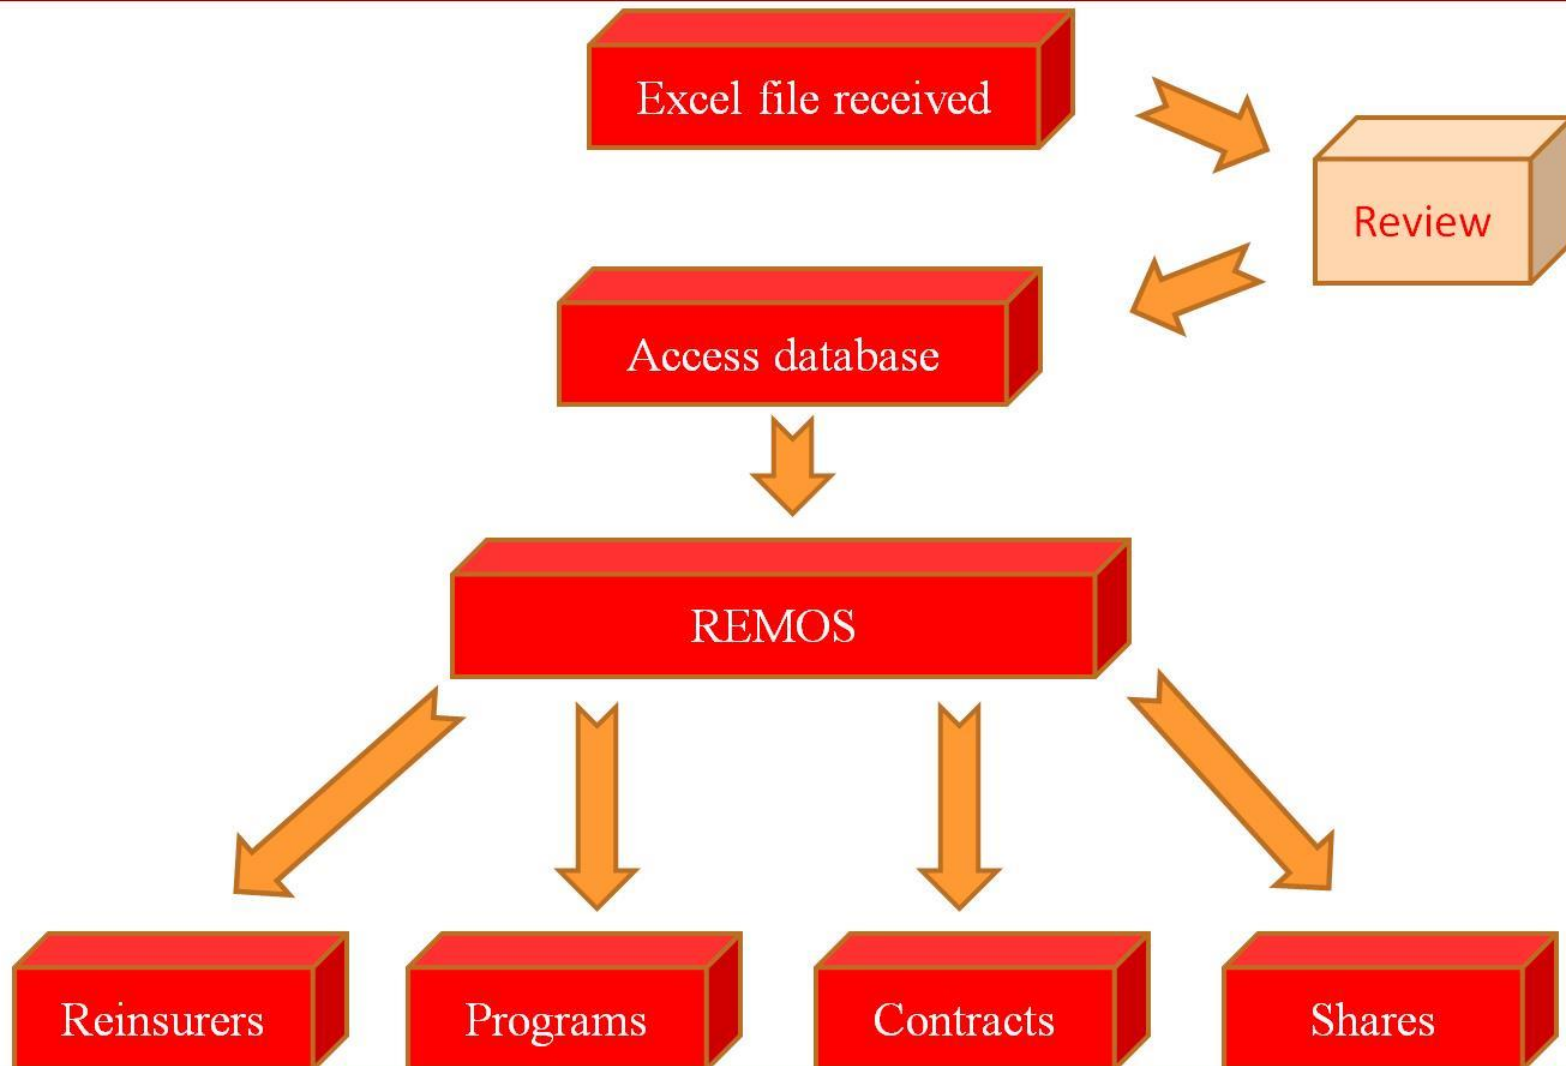 Excel file received
Review
Access database
REMOS
Reinsurers
Programs
Contracts
Shares